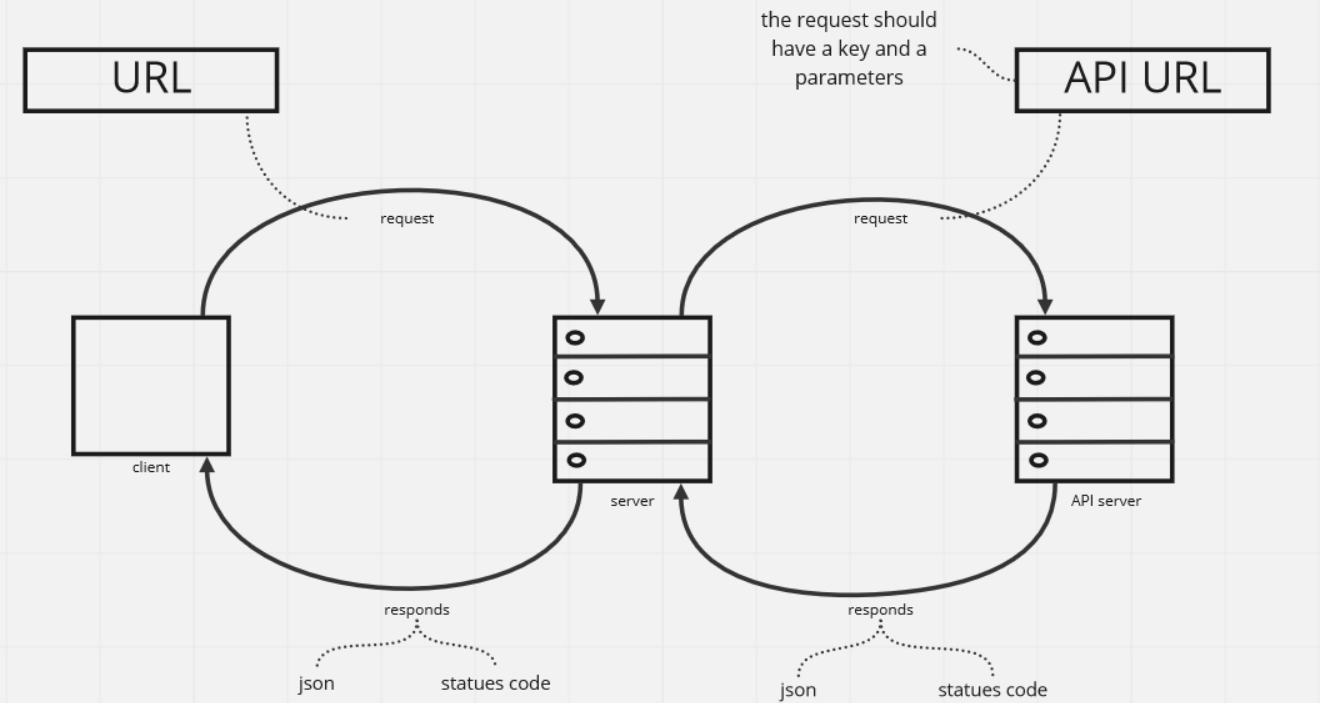 the request should
have a key and a
parameters
URL
API URL
request
request
client
server
API server
responds
responds
json
statues code
json
statues code